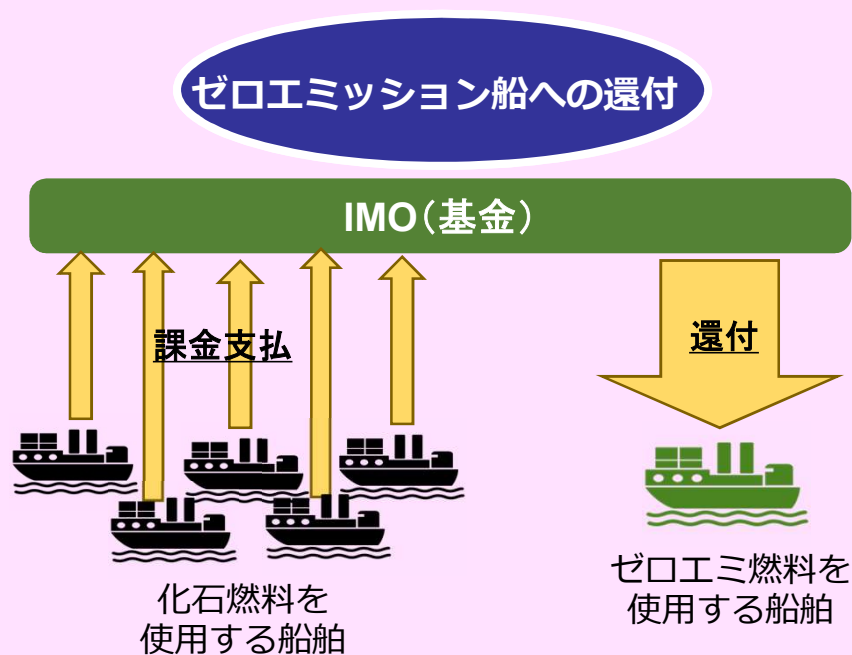 ゼロエミッション船への還付
IMO（基金）
課金支払
還付
化石燃料を
使用する船舶
ゼロエミ燃料を
使用する船舶